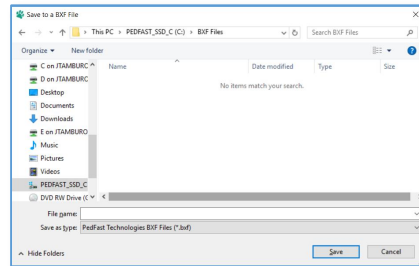 Save to a BXF File
This PC > PEDFAST_SSD_C (C:) > BXF Files
Search BXF Files
Organize New folder
C on JTAMBURC
D on JTAMBURC
Desktop
Documents
Downloads
E on JTAMBURO
Music
Pictures
Videos
PEDFAST_SSD_C
DVD RW Drive (
Name Date modified Type Size
No items match your search.
File name:
Save as type: PedFast Technologies BXF Files (*.bxf)
Hide Folders Save Cancel